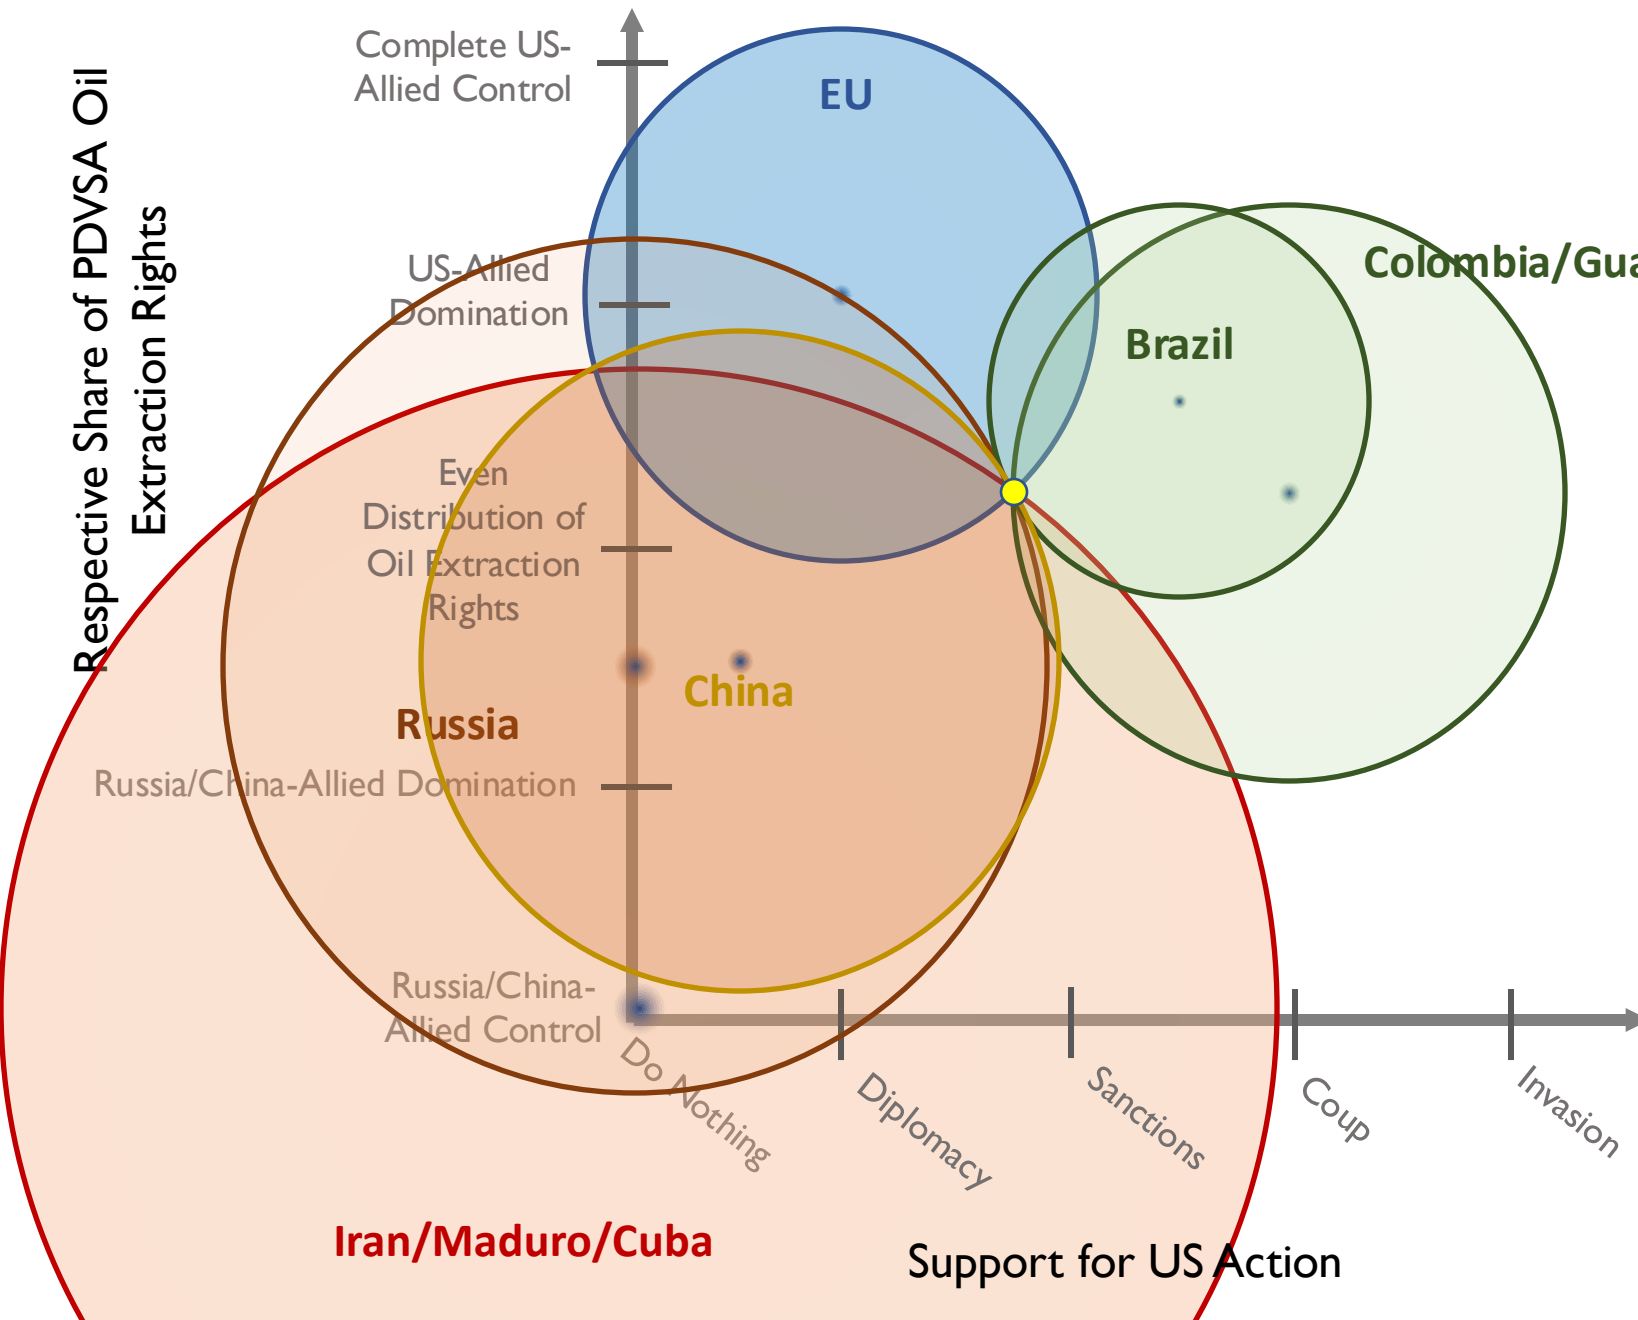 Complete US-
Allied Control
EU
US-Allied
Domination
Colombia/Gua
Brazil
Respective Share of PDVSA Oil
Extraction Rights
Even
Distribution of
Oil Extraction
Rights
China
Russia
Russia/China-Allied Domination
Russia/China-
Allied Control
Do Nothing
Diplomacy
Sanctions
Coup
Invasion
Iran/Maduro/Cuba
Support for US Action